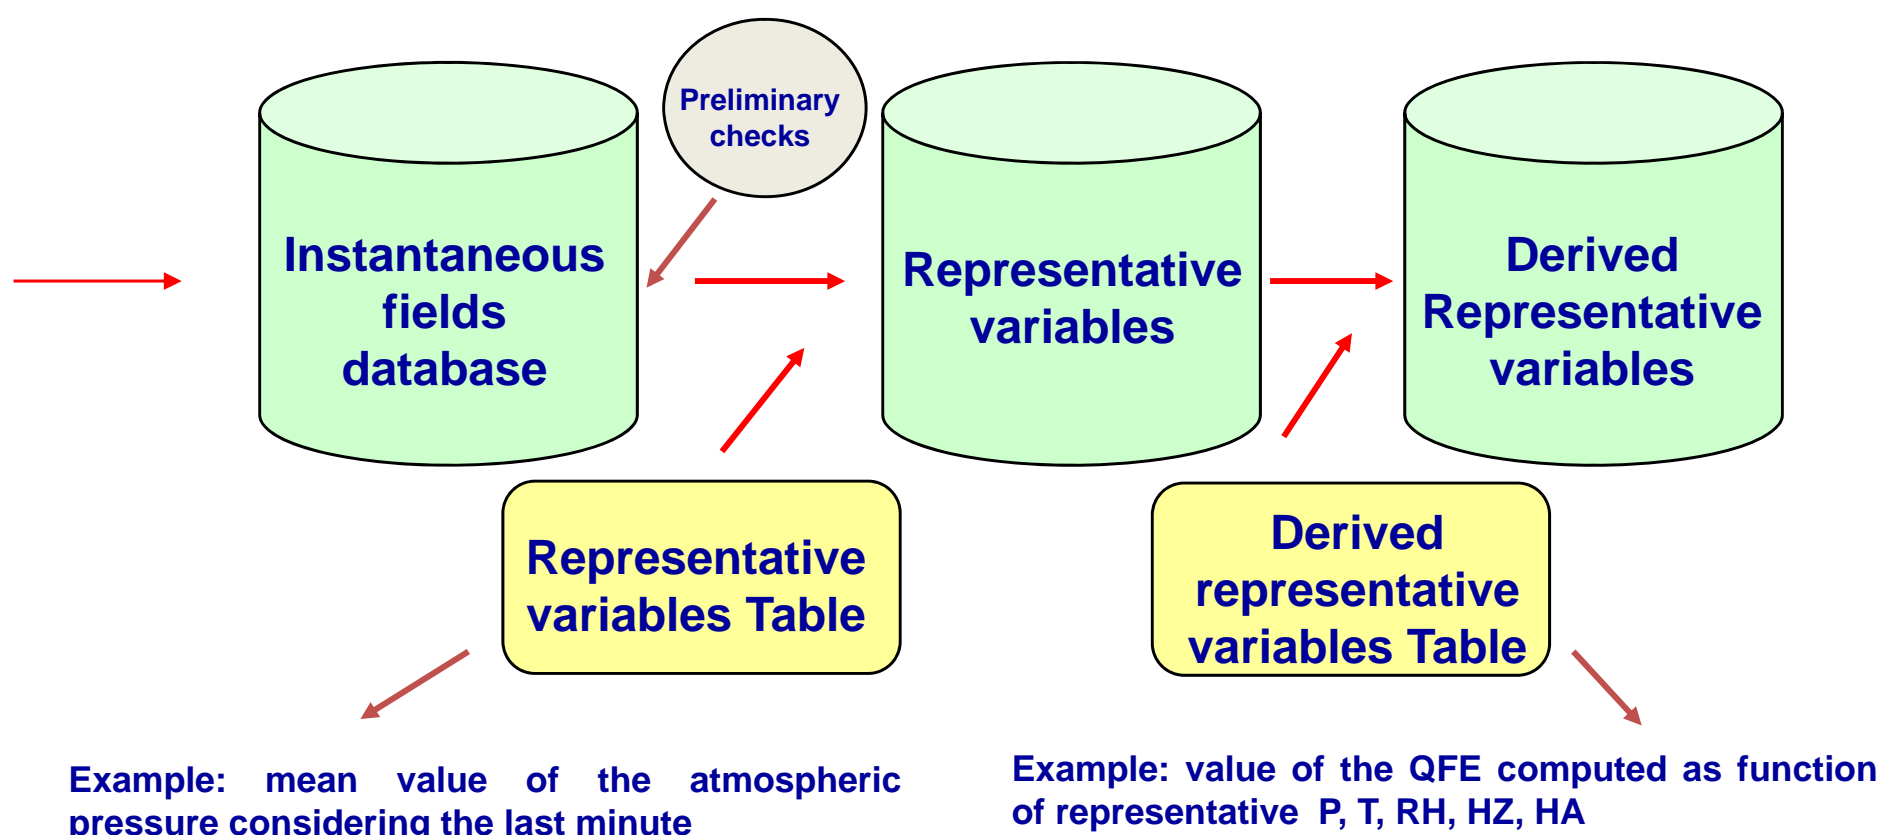 Preliminary
checks
Instantaneous
fields
database
Representative
variables
Derived
Representative
variables
Representative
variables Table
Derived
representative
variables Table
Example: mean value of the atmospheric
pressure considering the last minute
Example: value of the QFE computed as function
of representative P, T, RH, HZ, HA